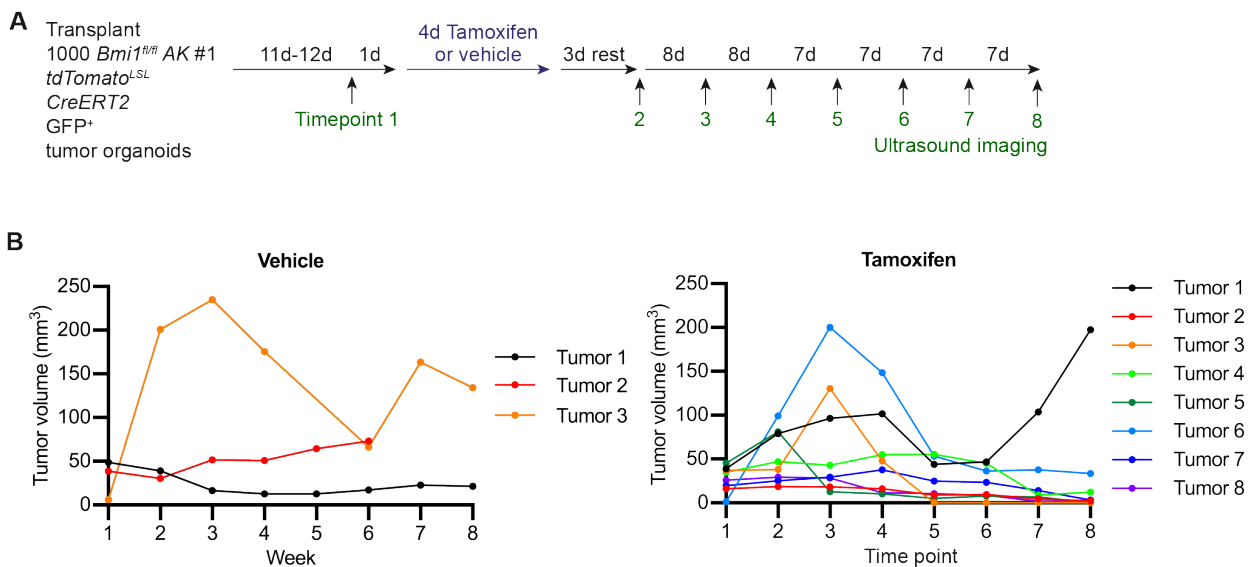 A
Transplant
1000 Bmi1fl/fl AK #1
tdTomatoLSL
CreERT2
GFP+
tumor organoids
11d-12d 1d
4d Tamoxifen
or vehicle
3d rest 8d 8d 7d 7d 7d 7d
Timepoint 1 2 3 4 5 6 7 8
Ultrasound imaging
B
Vehicle
Tumor volume (mm3)
250
200
150
100
50
0
1 2 3 4 5 6 7 8
Week
Tumor 1
Tumor 2
Tumor 3
Tamoxifen
Tumor volume (mm3)
250
200
150
100
50
0
1 2 3 4 5 6 7 8
Time point
Tumor 1
Tumor 2
Tumor 3
Tumor 4
Tumor 5
Tumor 6
Tumor 7
Tumor 8